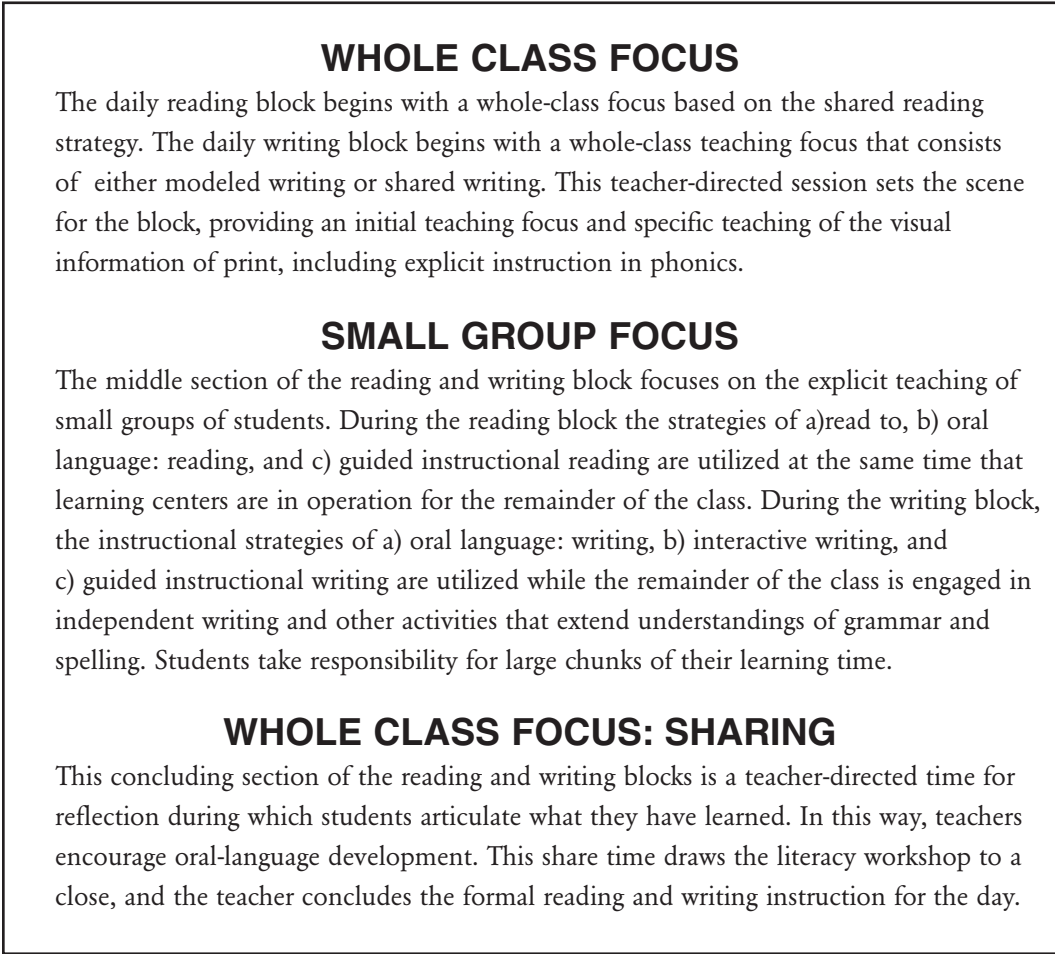 WHOLE CLASS FOCUS
The daily reading block begins with a whole-class focus based on the shared reading
strategy. The daily writing block begins with a whole-class teaching focus that consists
of either modeled writing or shared writing. This teacher-directed session sets the scene
for the block, providing an initial teaching focus and specific teaching of the visual
information of print, including explicit instruction in phonics.
SMALL GROUP FOCUS
The middle section of the reading and writing block focuses on the explicit teaching of
small groups of students. During the reading block the strategies of a)read to, b) oral
language: reading, and c) guided instructional reading are utilized at the same time that
learning centers are in operation for the remainder of the class. During the writing block,
the instructional strategies of a) oral language: writing, b) interactive writing, and
c) guided instructional writing are utilized while the remainder of the class is engaged in
independent writing and other activities that extend understandings of grammar and
spelling. Students take responsibility for large chunks of their learning time.
WHOLE CLASS FOCUS: SHARING
This concluding section of the reading and writing blocks is a teacher-directed time for
reflection during which students articulate what they have learned. In this way, teachers
encourage oral-language development. This share time draws the literacy workshop to a
close, and the teacher concludes the formal reading and writing instruction for the day.